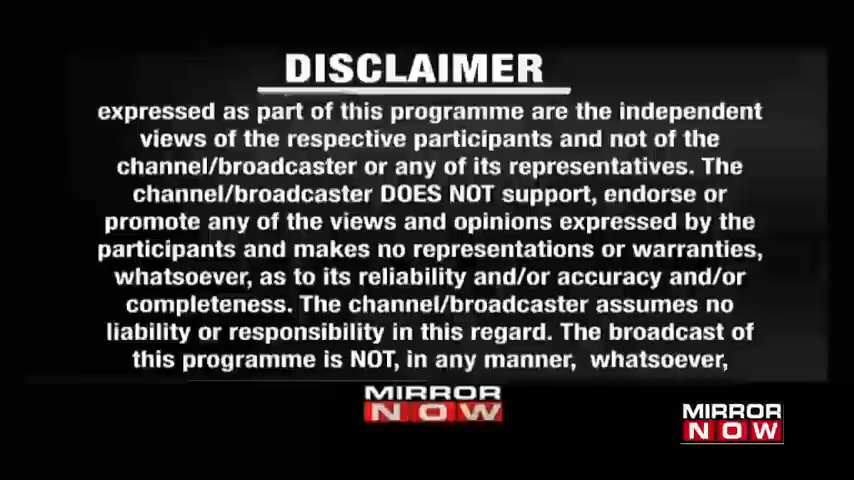 DISCLAIMER
expressed as part of this programme are the independent
views of the respective participants and not of the
channel/broadcaster or any of its representatives. The
channel/broadcaster DOES NOT support, endorse or
promote any of the views and opinions expressed by the
participants and makes no representations or warranties,
whatsoever, as to its reliability and/or accuracy and/or
completeness. The channel/broadcaster assumes no
liability or responsibility in this regard. The broadcast of
this programme is NOT, in any manner, whatsoever,
MIRROR
NOW
MIRROR
NOW